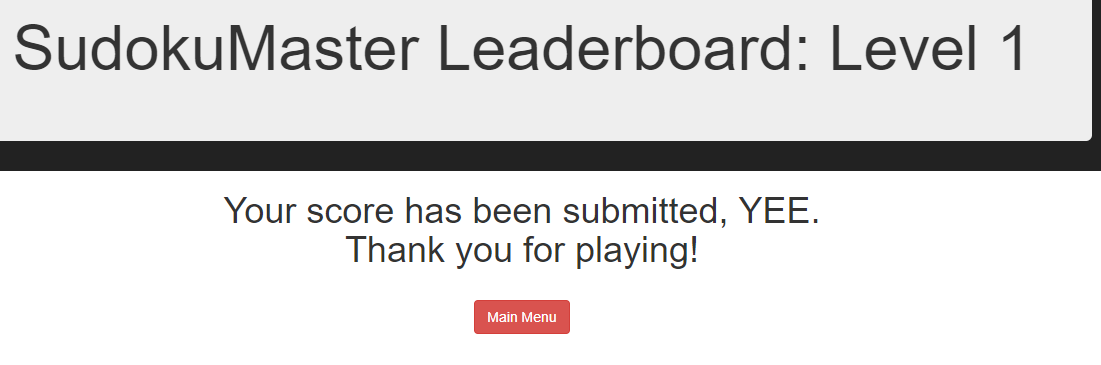 SudokuMaster Leaderboard: Level 1
Your score has been submitted, YEE.
Thank you for playing!
Main Menu